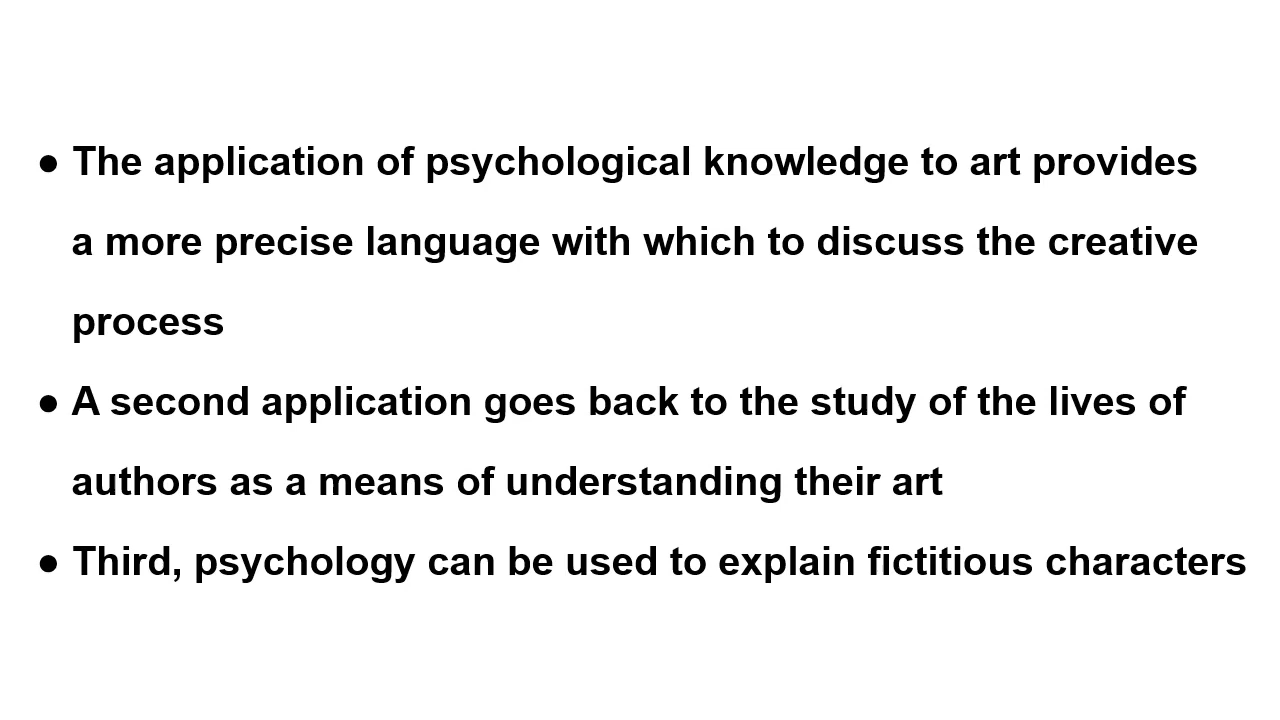 ● The application of psychological knowledge to art provides
a more precise language with which to discuss the creative
process
● A second application goes back to the study of the lives of
authors as a means of understanding their art
● Third, psychology can be used to explain fictitious characters